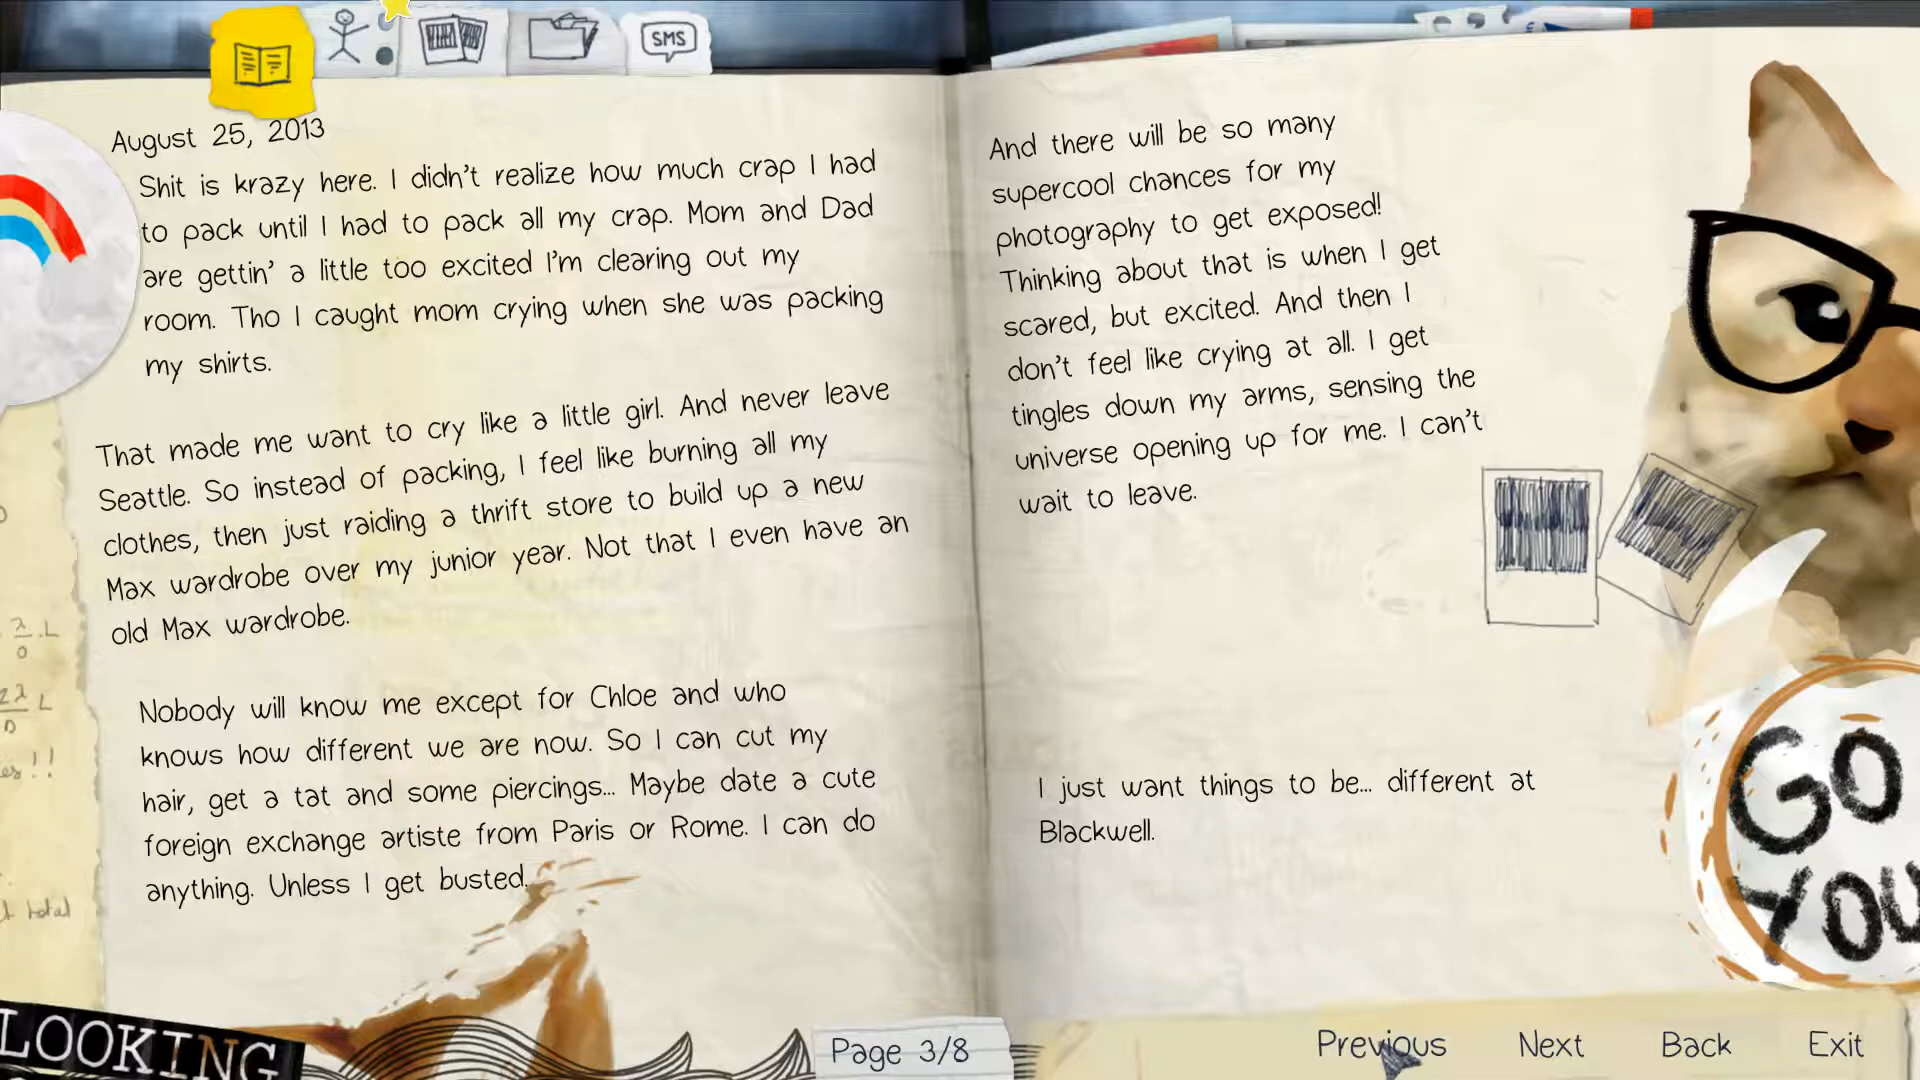 SMS
August 25, 2013
Shit is krazy here. I didn't realize how much crap I had
to pack until I had to pack all my crap. Mom and Dad
are gettin' a little too excited I'm clearing out my
room. Tho I caught mom crying when she was packing
my shirts.
That made me want to cry like a little girl. And never leave
Seattle. So instead of packing, I feel like burning all my
clothes, then just raiding a thrift store to build up a new
Max wardrobe over my junior year. Not that I even have an
old Max wardrobe.
Nobody will know me except for Chloe and who
knows how different we are now. So I can cut my
hair, get a tat and some piercings... Maybe date a cute
foreign exchange artiste from Paris or Rome. I can do
anything. Unless I get busted.
And there will be so many
supercool chances for my
photography to get exposed!
Thinking about that is when I get
scared, but excited. And then I
don't feel like crying at all. I get
tingles down my arms, sensing the
universe opening up for me. I can't
wait to leave.
I just want things to be... different at
Blackwell.
GO
YOU
total
LOOKING
Page 3/8
Previous Next Back Exit